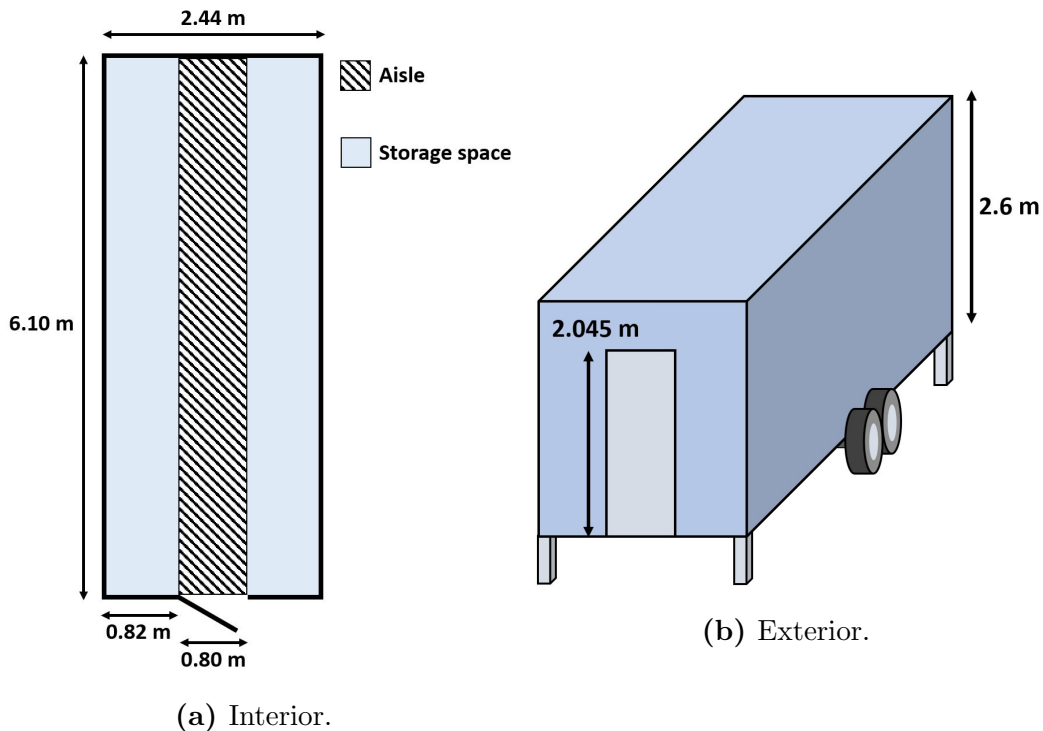 2.44 m
Aisle
Storage space
6.10 m
0.82 m
0.80 m
(a) Interior.
2.6 m
2.045 m
(b) Exterior.